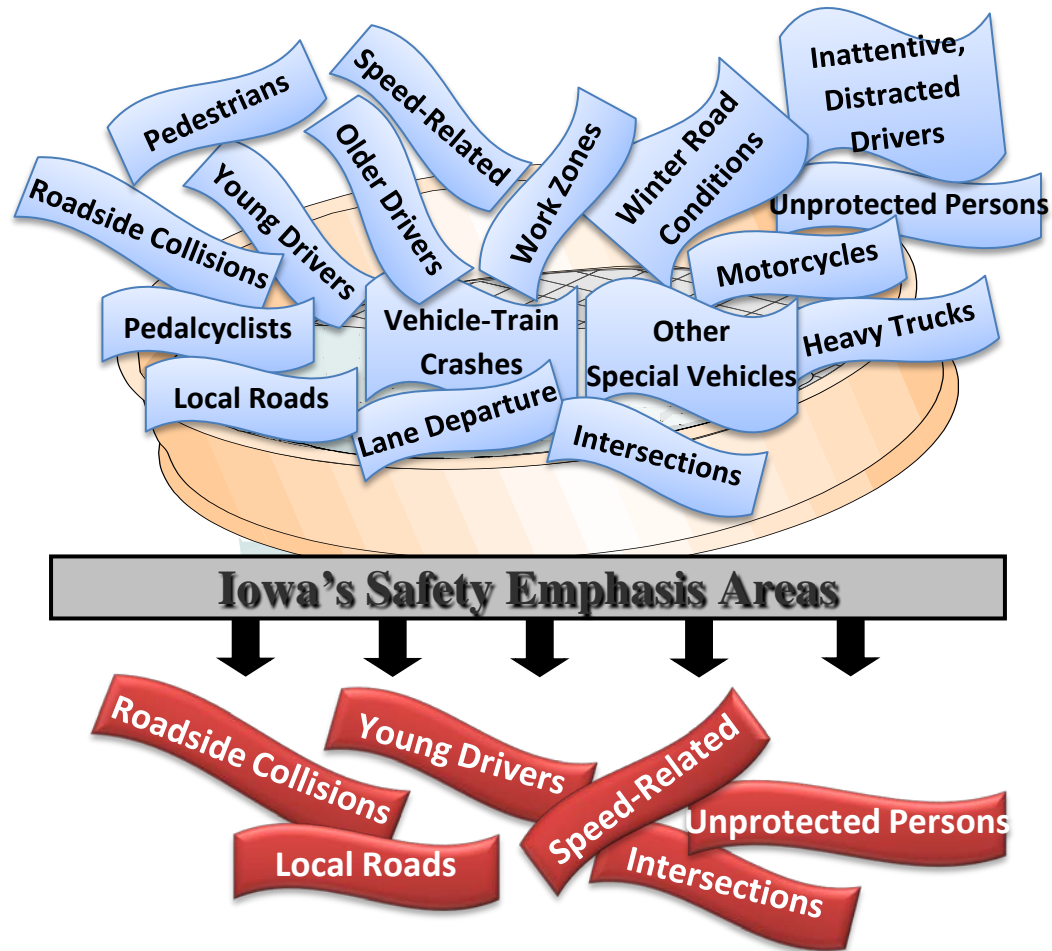 Pedestrians
Speed-Related
Inattentive,
Distracted
Drivers
Roadside Collisions
Young Drivers
Older Drivers
Work Zones
Winter Road
Conditions
Unprotected Persons
Motorcycles
Pedalcyclists
Vehicle-Train
Crashes
Other
Special Vehicles
Heavy Trucks
Local Roads
Lane Departure
Intersections
Iowa's Safety Emphasis Areas
Roadside Collisions
Young Drivers
Speed-Related
Unprotected Persons
Local Roads
Intersections